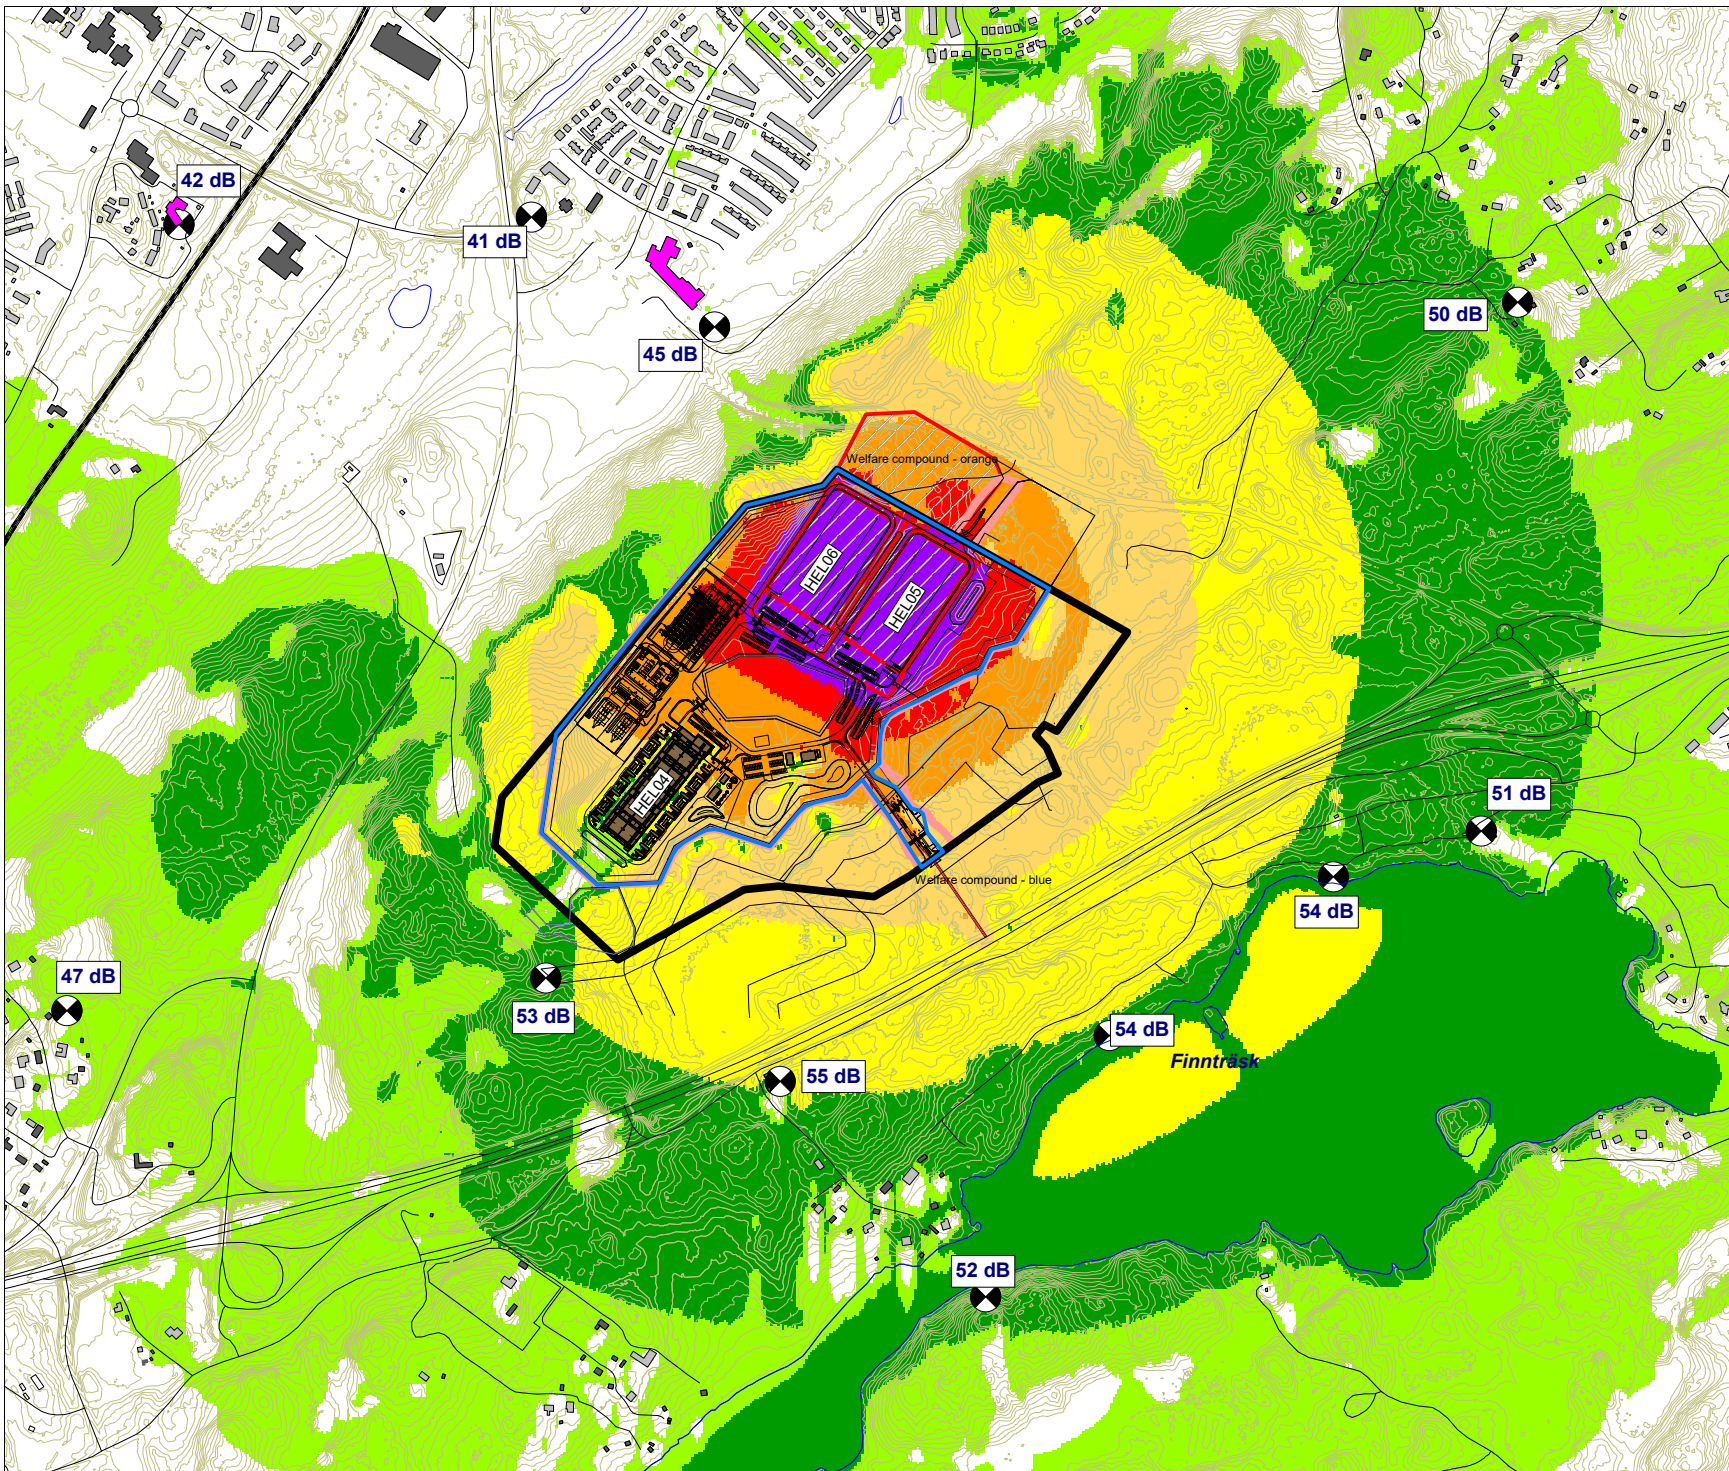 42 dB
41 dB
50 dB
45 dB
Welfare compound - orange
HEL06
HEL05
HEL04
51 dB
Welfare compound - blue
54 dB
47 dB
53 dB
54 dB
Finnträsk
55 dB
52 dB